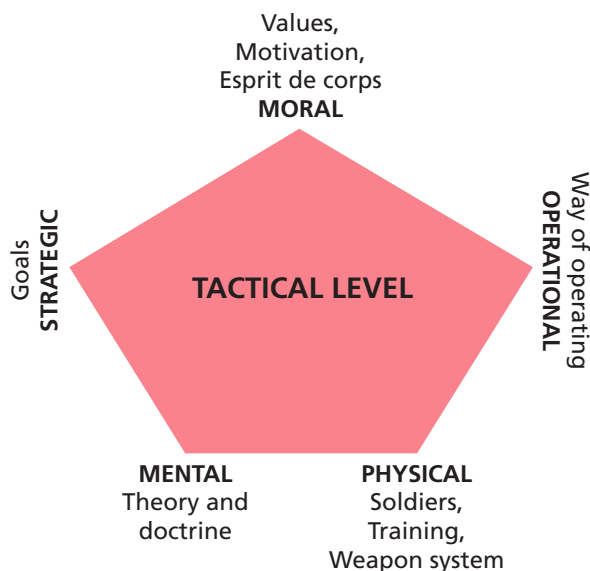 Values,
Motivation,
Esprit de corps
MORAL
Goals
STRATEGIC
TACTICAL LEVEL
Way of operating
OPERATIONAL
MENTAL
Theory and
doctrine
PHYSICAL
Soldiers,
Training,
Weapon system